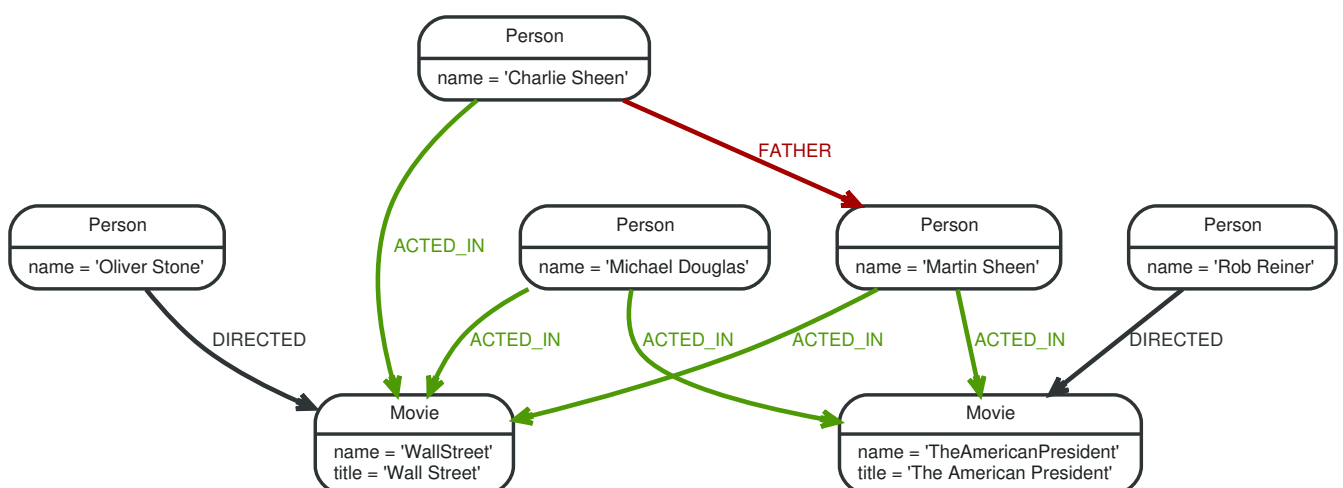 Person
name = 'Charlie Sheen'
FATHER
Person
name = 'Oliver Stone'
ACTED_IN
Person
name = 'Michael Douglas'
Person
name = 'Martin Sheen'
Person
name = 'Rob Reiner'
DIRECTED
ACTED_IN
ACTED_IN
ACTED_IN
ACTED_IN
DIRECTED
Movie
name = 'WallStreet'
title = 'Wall Street'
Movie
name = 'TheAmericanPresident'
title = 'The American President'